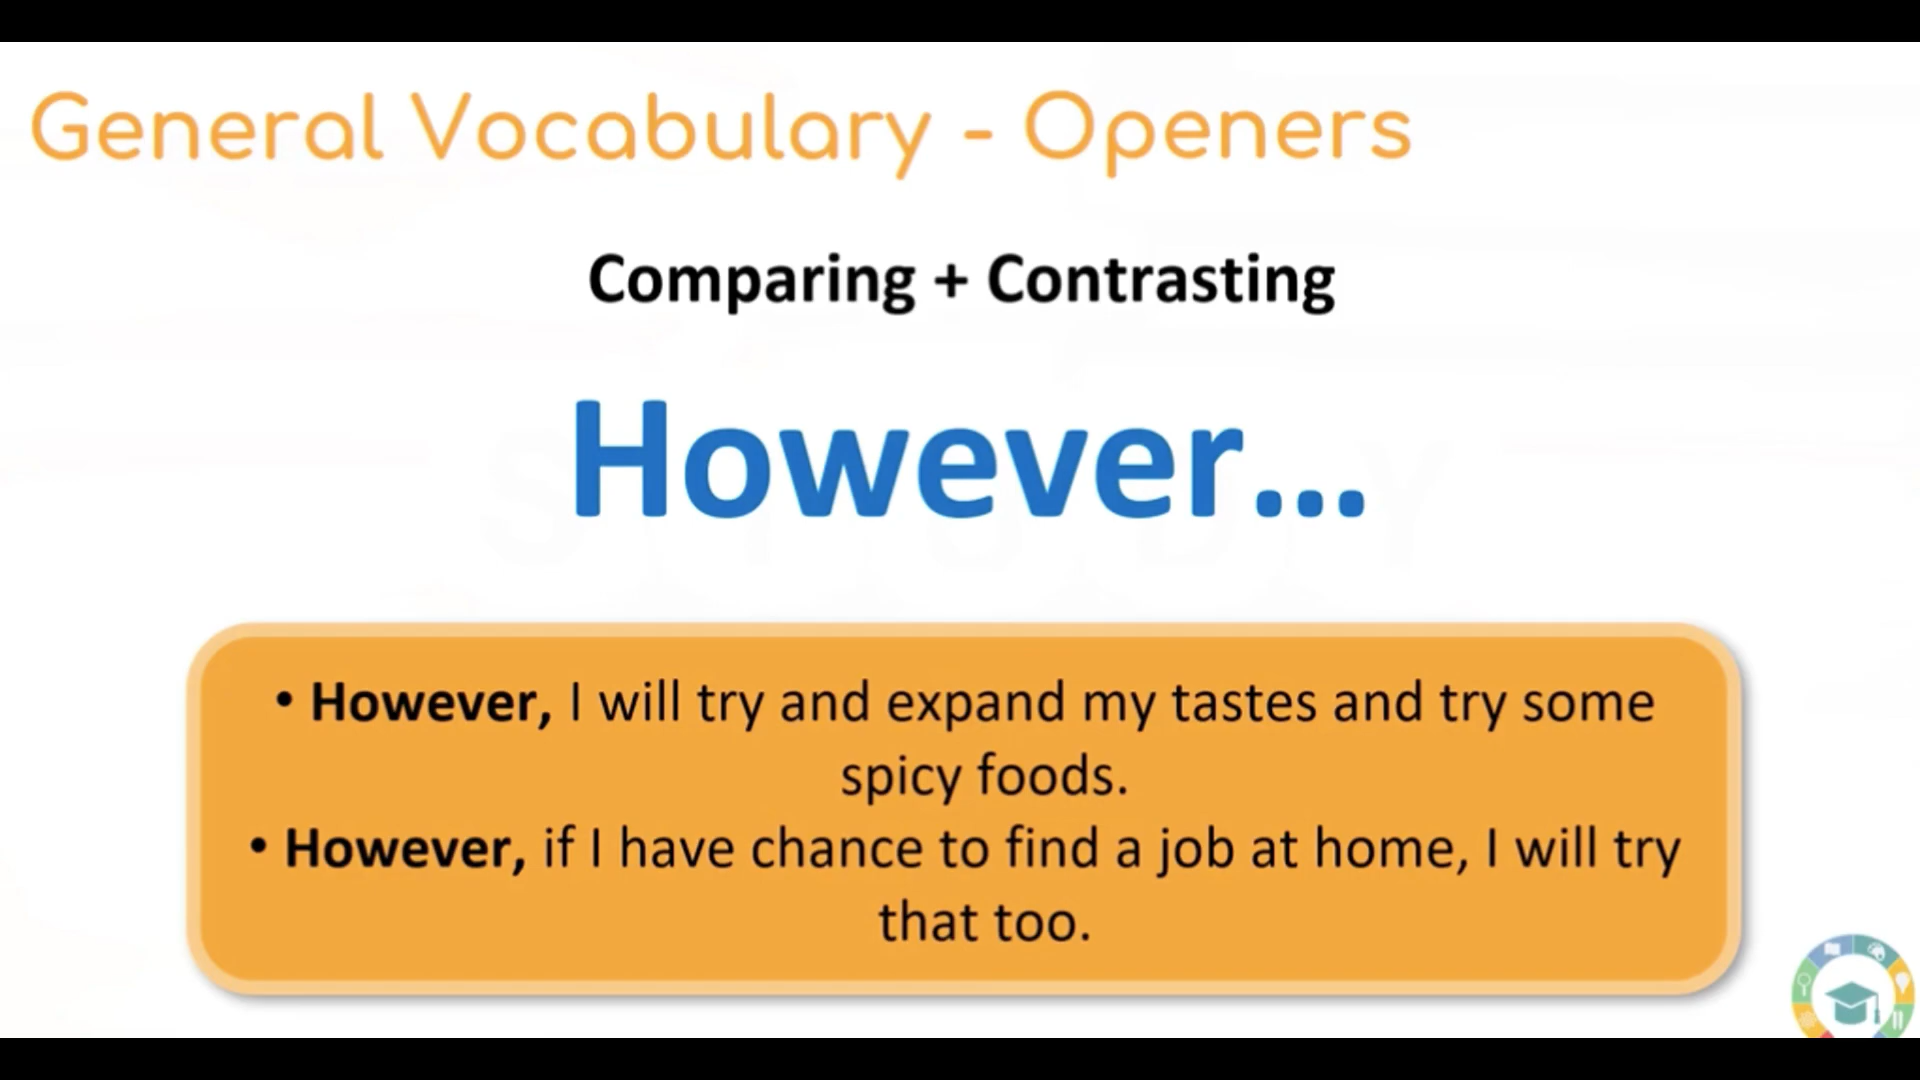 General Vocabulary - Openers
Comparing + Contrasting
However...
• However, I will try and expand my tastes and try some
spicy foods.
• However, if I have chance to find a job at home, I will try
that too.